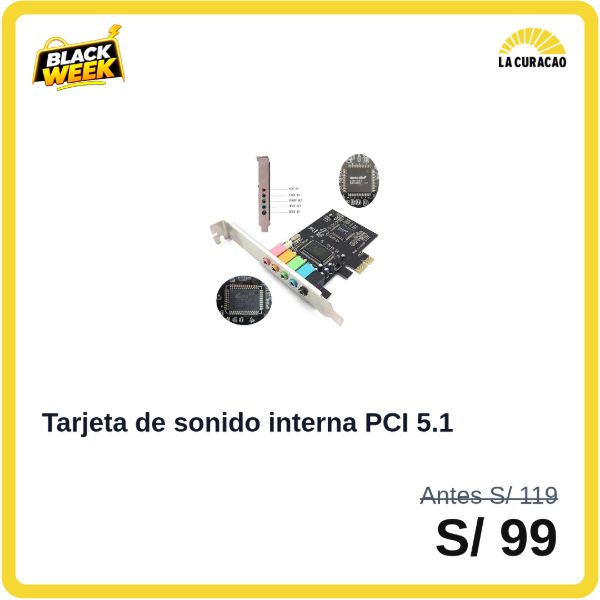 BLACK
WEEK
LA CURACAO
Tarjeta de sonido interna PCI 5.1
Antes S/ 119
S/ 99